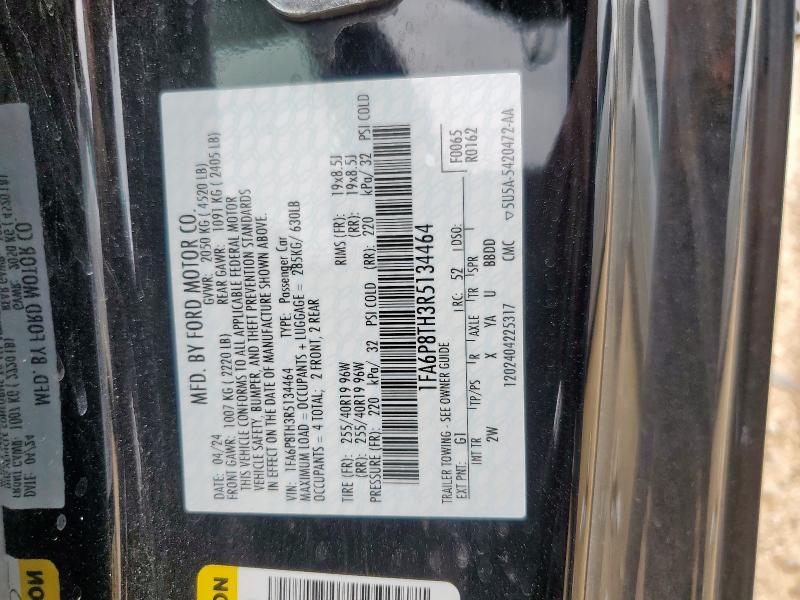 MFD. BY FORD MOTOR CO.
DATE: 04/24 GVWR: 2050 KG ( 4520 LB)
FRONT GAWR: 1007 KG ( 2220 LB) REAR GAWR: 1091 KG ( 2405 LB)
THIS VEHICLE CONFORMS TO ALL APPLICABLE FEDERAL MOTOR
VEHICLE SAFETY, BUMPER, AND THEFT PREVENTION STANDARDS
IN EFFECT ON THE DATE OF MANUFACTURE SHOWN ABOVE.
VIN: 1FA6P8TH3R5134464 TYPE: Passenger Car
MAXIMUM LOAD = OCCUPANTS + LUGGAGE = 285KG/ 630LB
OCCUPANTS = 4 TOTAL; 2 FRONT, 2 REAR
TIRE (FR): 255/40R19 96W RIMS (FR): 19x8.5J
(RR): 255/40R19 96W (RR): 19x8.5J
PRESSURE (FR): 220 kPa/ 32 PSI COLD (RR): 220 kPa/ 32 PSI COLD
1FA6P8TH3R5134464
TRAILER TOWING - SEE OWNER GUIDE F0065
EXT PNT: G1 RC: 52 DSO: R0162
INT TR TP/PS R AXLE TR SPR
2W X YA U BBDD
1202404225317 CMC 5U5A-5420472-AA
MFD. BY FORD MOTOR CO.
ON